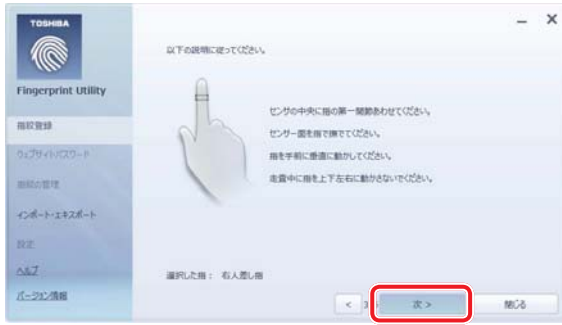 TOSHIBA
Fingerprint Utility
指紋登録
ウェブサイト/パスワード
指紋の管理
インポート・エキスポート
設定
ヘルプ
バージョン情報
以下の説明に従ってください。
センサの中央に指の第一関節あわせてください。
センサー面を指で撫でてください。
指を手前に垂直に動かしてください。
走査中に指を上下左右に動かさないでください。
選択した指： 右人差し指
< 次 > 閉じる